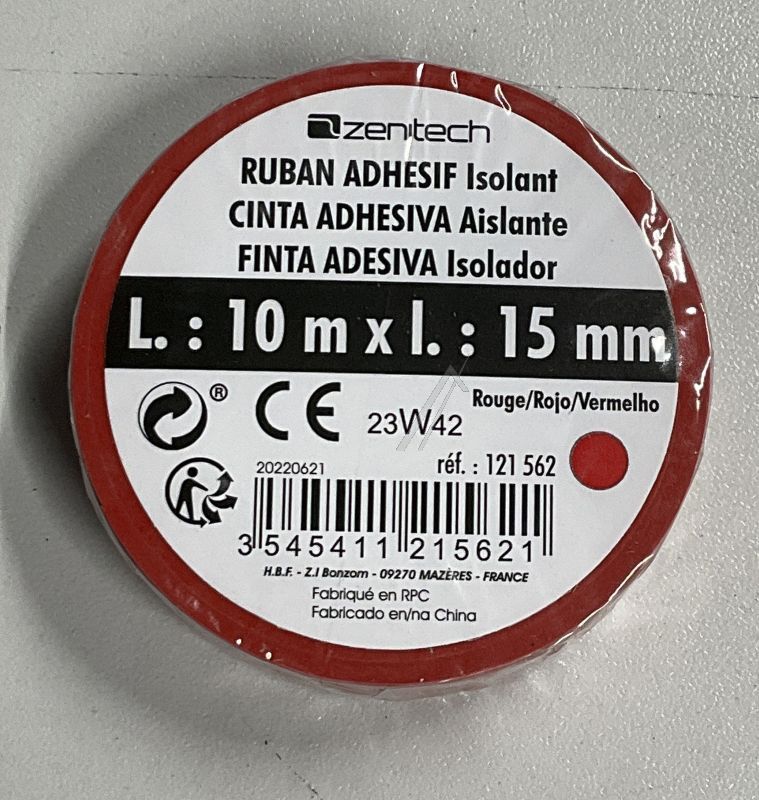 zenitech
RUBAN ADHESIF Isolant
CINTA ADHESIVA Aislante
FINTA ADESIVA Isolador
L. : 10 m x l. : 15 mm
® CE 23W42 Rouge/Rojo/Vermelho
20220621 réf. : 121 562
3 545411 215621
H.B.F. - Z.I Bonzom - 09270 MAZÈRES - FRANCE
Fabriqué en RPC
Fabricado en/na China